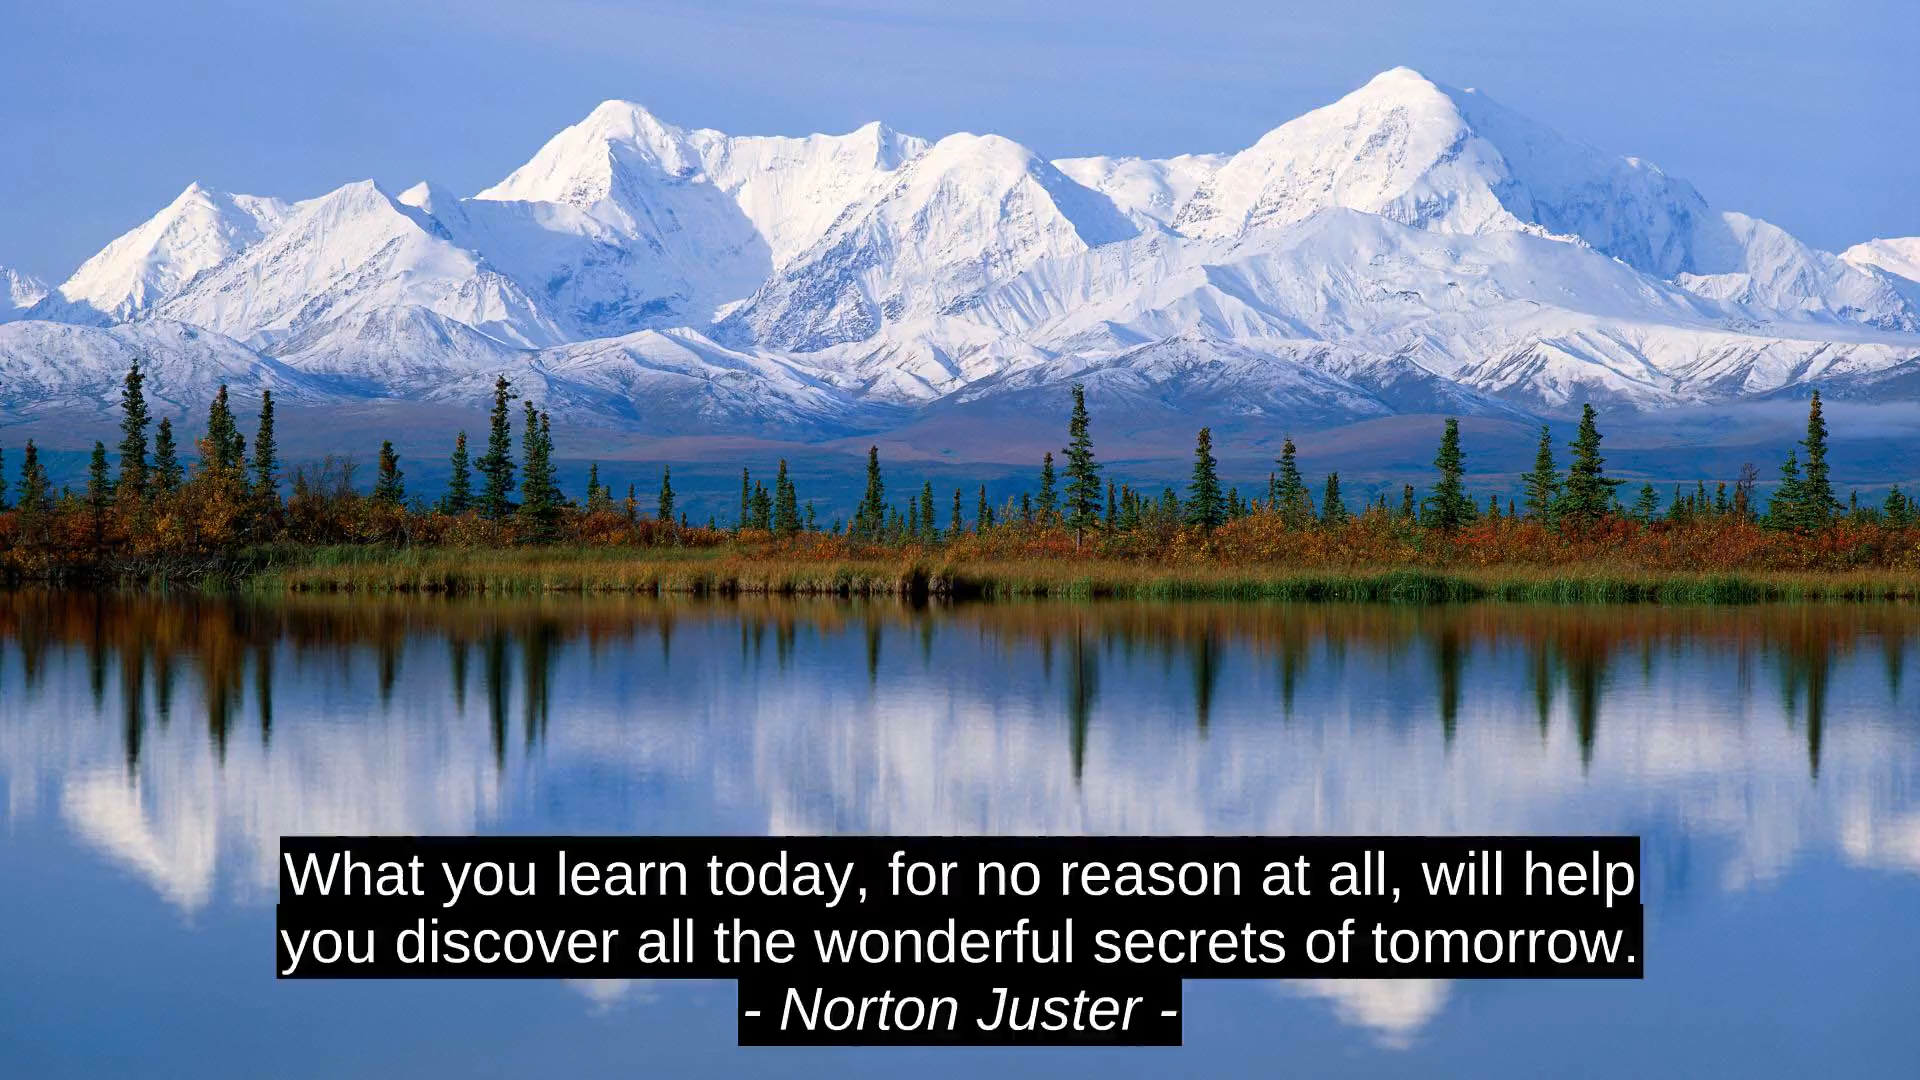 What you learn today, for no reason at all, will help
you discover all the wonderful secrets of tomorrow.
- Norton Juster -